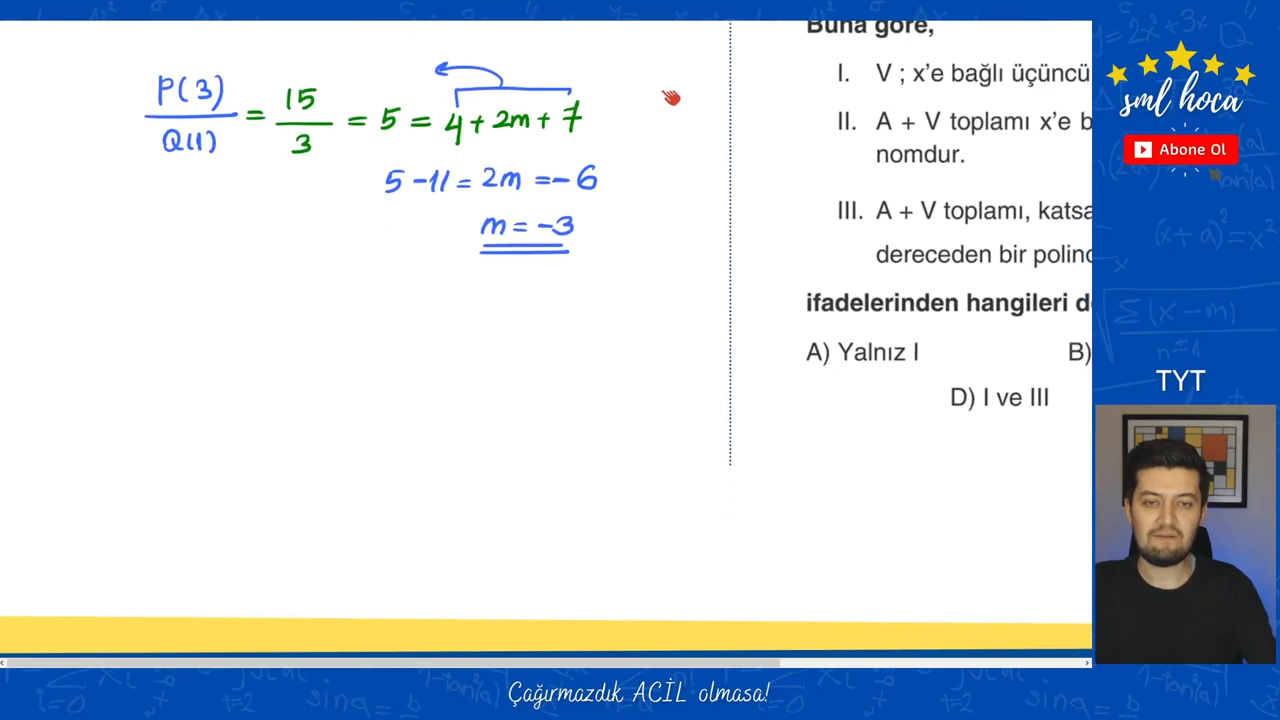 P(3)/Q(1) = 15/3 = 5 = 4 + 2m + 7
5 - 11 = 2m = -6
m = -3
Buna göre,
I. V ; x'e bağlı üçüncü
II. A + V toplamı x'e b
nomdur.
III. A + V toplamı, katsa
dereceden bir polino
ifadelerinden hangileri d
A) Yalnız I
B)
D) I ve III
sml hoca
Abone Ol
TYT
Çağırmazdık ACİL olmasa!